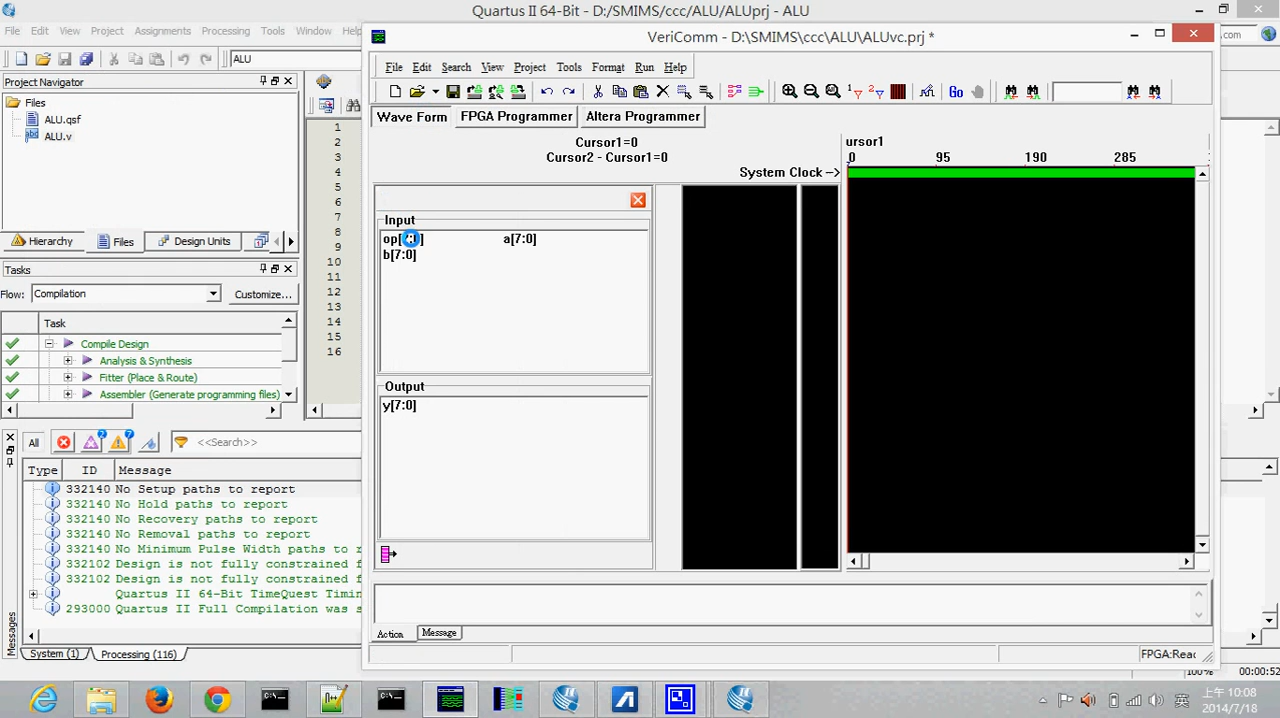 Quartus II 64-Bit - D:/SMIMS/ccc/ALU/ALUprj - ALU
File Edit View Project Assignments Processing Tools Window
VeriComm - D:\SMIMS\ccc\ALU\ALUvc.prj *
.com
ALU
File Edit Search View Project Tools Format Run Help
Project Navigator
Files
ALU.qsf
ALU.v
Go
Wave Form FPGA Programmer Altera Programmer
Cursor1=0
Cursor2 - Cursor1=0
System Clock ->
ursor1
0 95 190 285
Input
a[7:0]
b[7:0]
Output
y[7:0]
1
2
3
4
5
6
7
8
9
10
11
12
13
14
15
16
Hierarchy Files Design Units
Tasks
Flow: Compilation Customize...
Task
Compile Design
Analysis & Synthesis
Fitter (Place & Route)
Assembler (Generate programming files)
All <<Search>>
Type ID Message
332140 No Setup paths to report
332140 No Hold paths to report
332140 No Recovery paths to report
332140 No Removal paths to report
332140 No Minimum Pulse Width paths to r
332102 Design is not fully constrained f
332102 Design is not fully constrained f
Quartus II 64-Bit TimeQuest Timin
293000 Quartus II Full Compilation was s
Messages
System (1) Processing (116)
Action Message
FPGA:Reac
100% 00:00:52
英
上午 10:08
2014/7/18